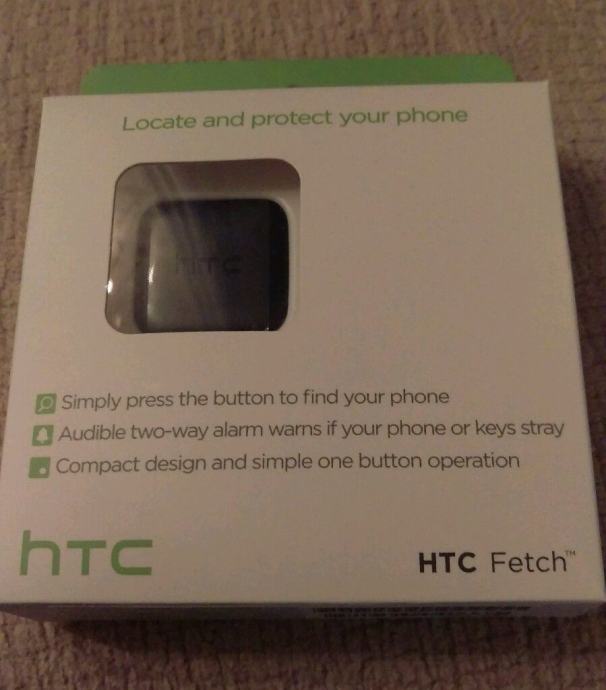 Locate and protect your phone
hTC
Simply press the button to find your phone
Audible two-way alarm warns if your phone or keys stray
Compact design and simple one button operation
hTC
HTC Fetch™